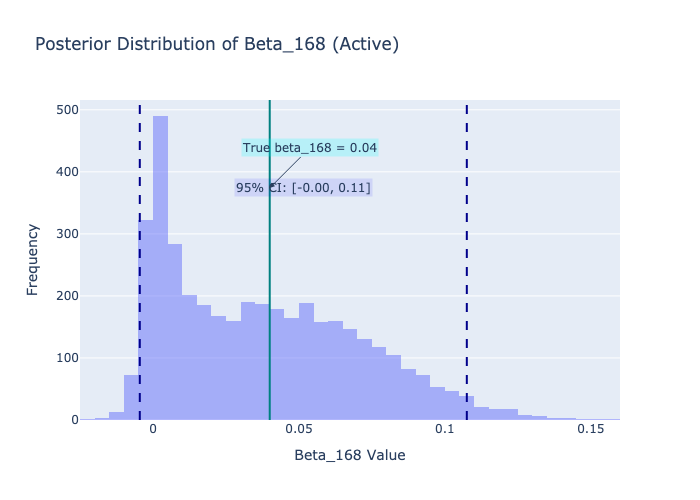 Posterior Distribution of Beta_168 (Active)
500
400
300
200
100
0
Frequency
True beta_168 = 0.04
95% CI: [-0.00, 0.11]
0
0.05
0.1
0.15
Beta_168 Value